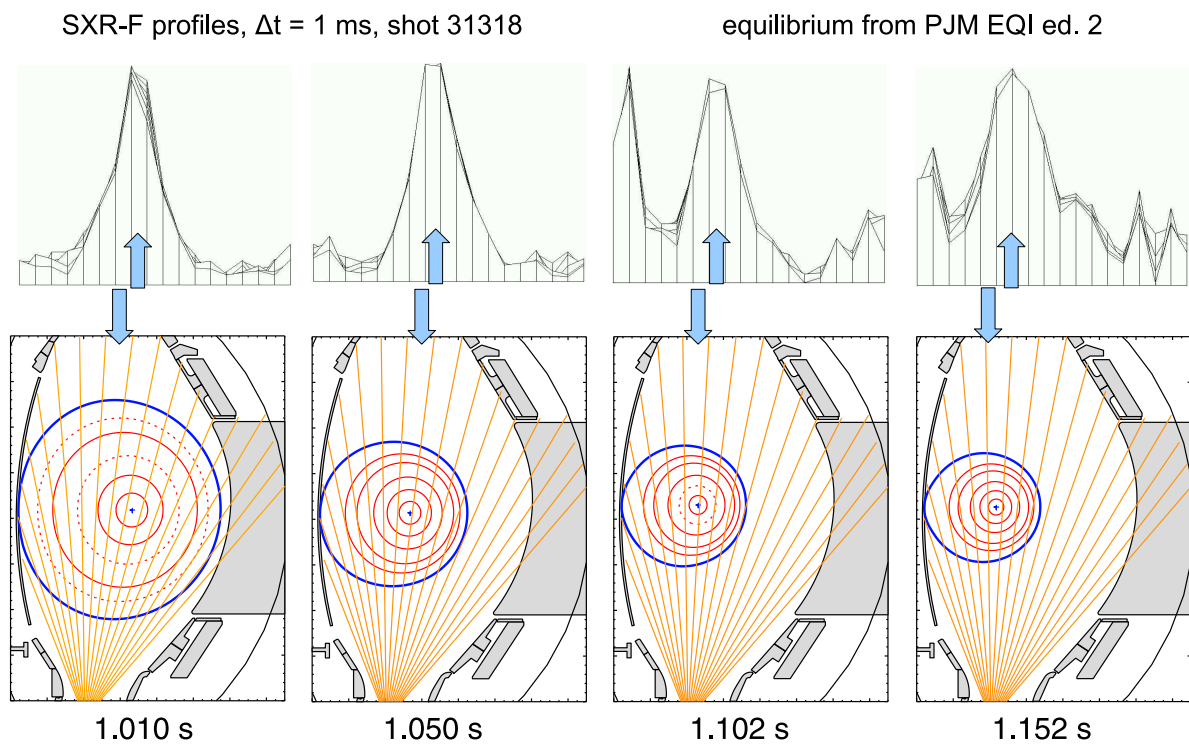 SXR-F profiles, Δt = 1 ms, shot 31318
equilibrium from PJM EQI ed. 2
1.010 s
1.050 s
1.102 s
1.152 s